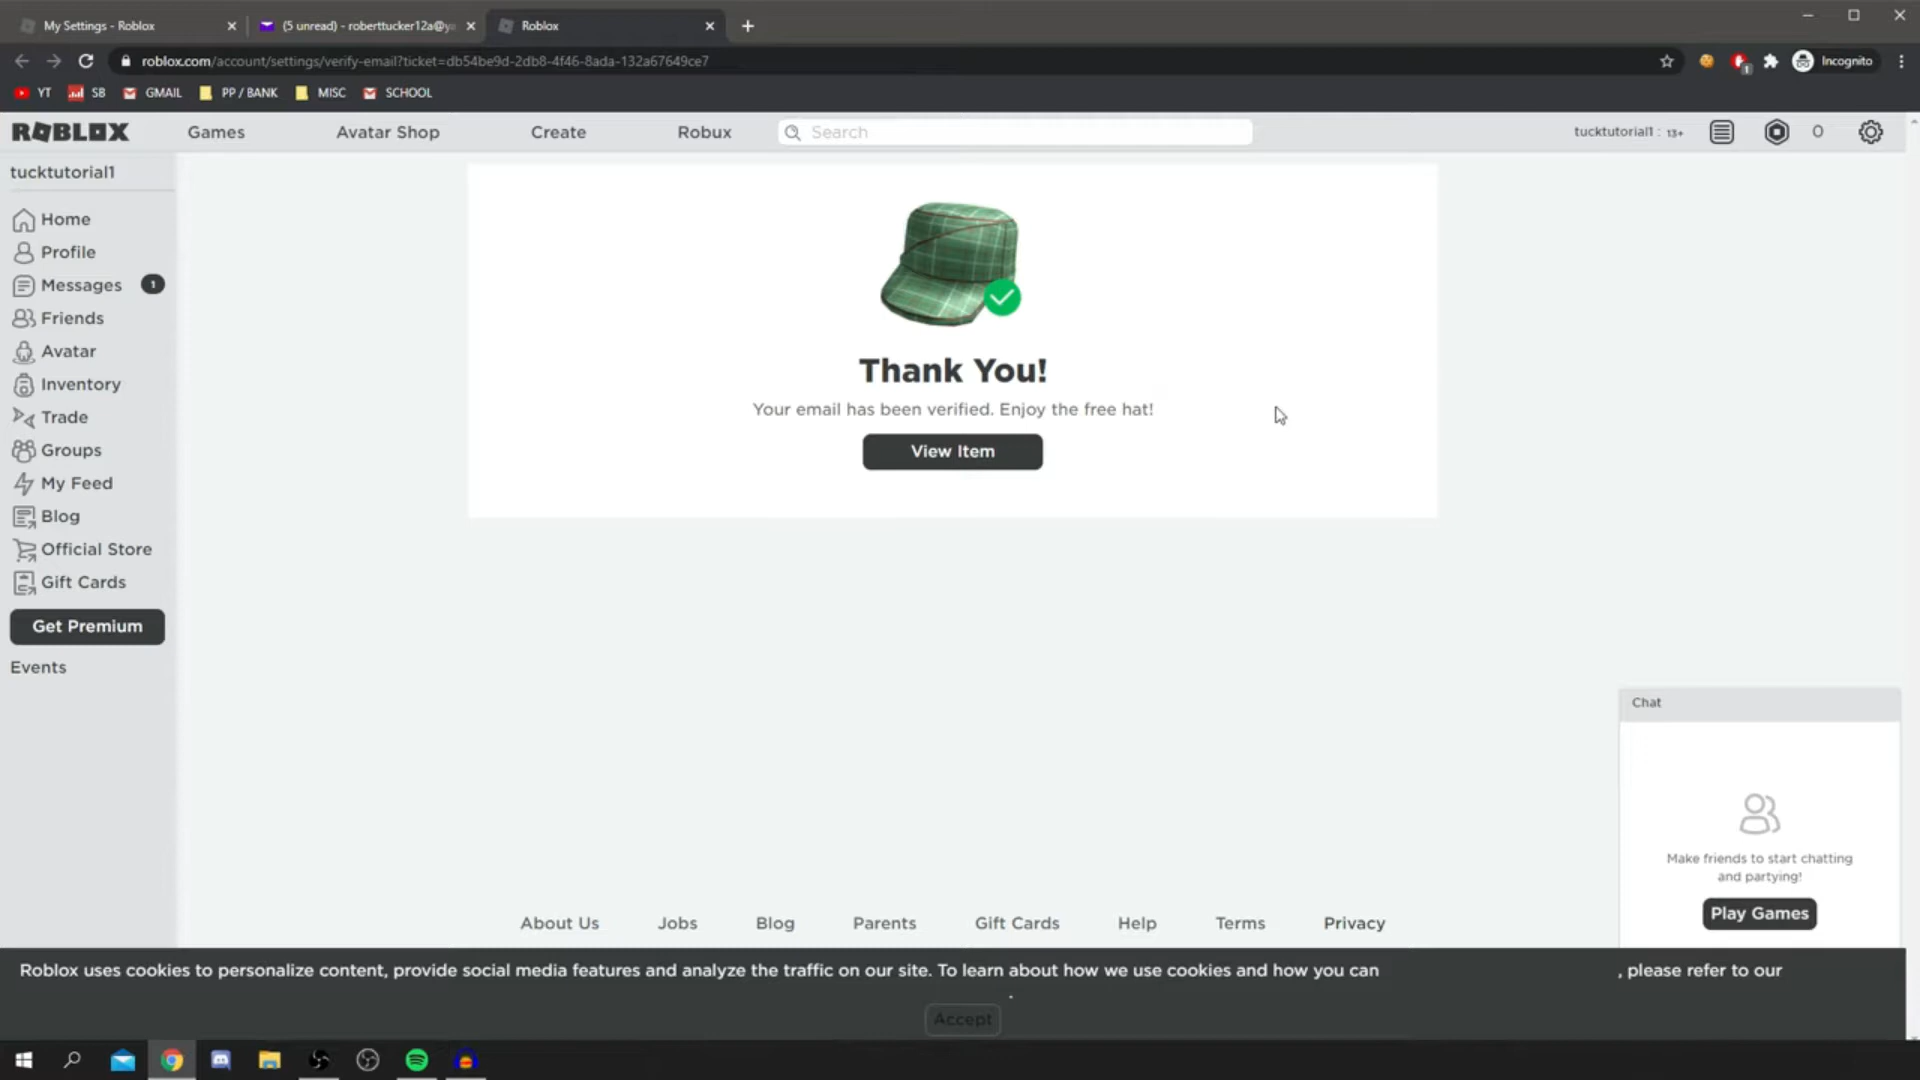 My Settings - Roblox
(5 unread) - roberttucker12a@y
Roblox
roblox.com/account/settings/verify-email?ticket=db54be9d-2db8-4f46-8ada-132a67649ce7
1
Incognito
YT
SB
GMAIL
PP / BANK
MISC
SCHOOL
ROBLOX
Games
Avatar Shop
Create
Robux
Search
tucktutorial1 : 13+
0
tucktutorial1
Home
Profile
Messages 1
Friends
Avatar
Inventory
Trade
Groups
My Feed
Blog
Official Store
Gift Cards
Get Premium
Events
Thank You!
Your email has been verified. Enjoy the free hat!
View Item
Chat
Make friends to start chatting
and partying!
Play Games
About Us
Jobs
Blog
Parents
Gift Cards
Help
Terms
Privacy
Roblox uses cookies to personalize content, provide social media features and analyze the traffic on our site. To learn about how we use cookies and how you can , please refer to our
.
Accept